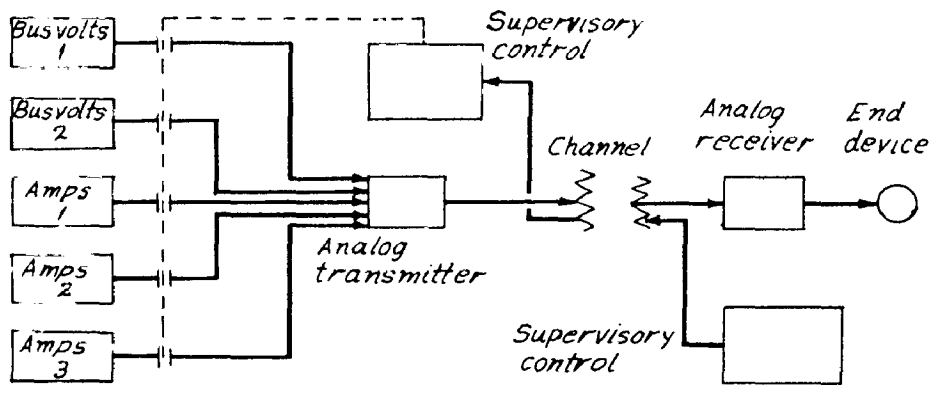 Busvolts
1
Supervisory
control
Busvolts
2
Analog
receiver
End
device
Channel
Amps
1
Analog
transmitter
Amps
2
Supervisory
control
Amps
3